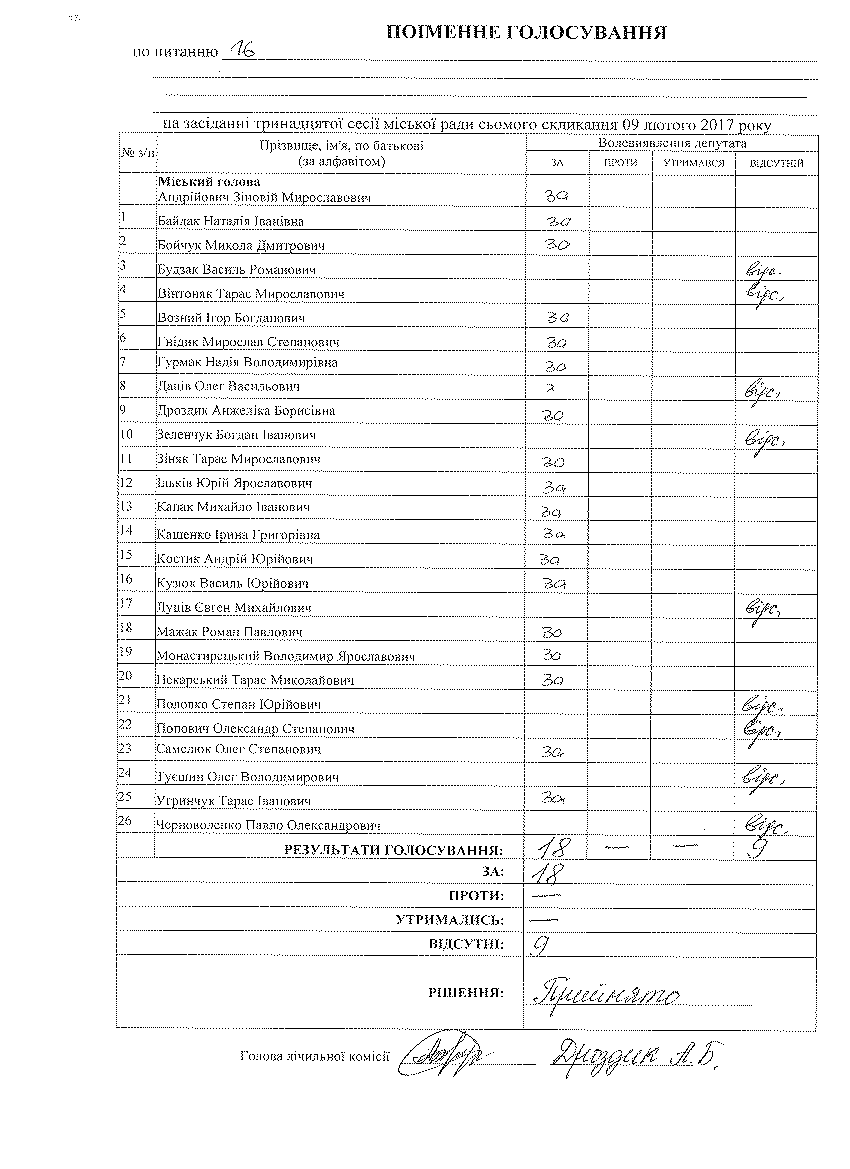 ПОІМЕННЕ ГОЛОСУВАННЯ
по питанню 16
на засіданні тринадцятої сесії міської ради сьомого скликання 09 лютого 2017 року
№ з/п Прізвище, ім'я, по батькові (за алфавітом) Волевиявлення депутата
ЗА ПРОТИ УТРИМАВСЯ ВІДСУТНІЙ
Міський голова
Андрійович Зіновій Мирославович за
1 Байдак Наталія Іванівна за
2 Бойчук Микола Дмитрович за
3 Будзак Василь Романович відс.
4 Вінтоняк Тарас Мирославович відс.
5 Возний Ігор Богданович за
6 Гнідик Мирослав Степанович за
7 Гурмак Надія Володимирівна за
8 Даців Олег Васильович відс.
9 Дроздик Анжеліка Борисівна за
10 Зеленчук Богдан Іванович відс.
11 Зіняк Тарас Мирославович за
12 Ільків Юрій Ярославович за
13 Капак Михайло Іванович за
14 Кащенко Ірина Григорівна за
15 Костик Андрій Юрійович за
16 Кузюк Василь Юрійович за
17 Луців Євген Михайлович відс.
18 Мажак Роман Павлович за
19 Монастирецький Володимир Ярославович за
20 Пекарський Тарас Миколайович за
21 Половко Степан Юрійович відс.
22 Попович Олександр Степанович відс.
23 Самелюк Олег Степанович за
24 Туєшин Олег Володимирович відс.
25 Угринчук Тарас Іванович за
26 Черноволенко Павло Олександрович відс.
РЕЗУЛЬТАТИ ГОЛОСУВАННЯ: 18 — — 9
ЗА: 18
ПРОТИ: —
УТРИМАЛИСЬ: —
ВІДСУТНІ: 9
РІШЕННЯ: Прийнято
Голова лічильної комісії Дроздик А.Б.